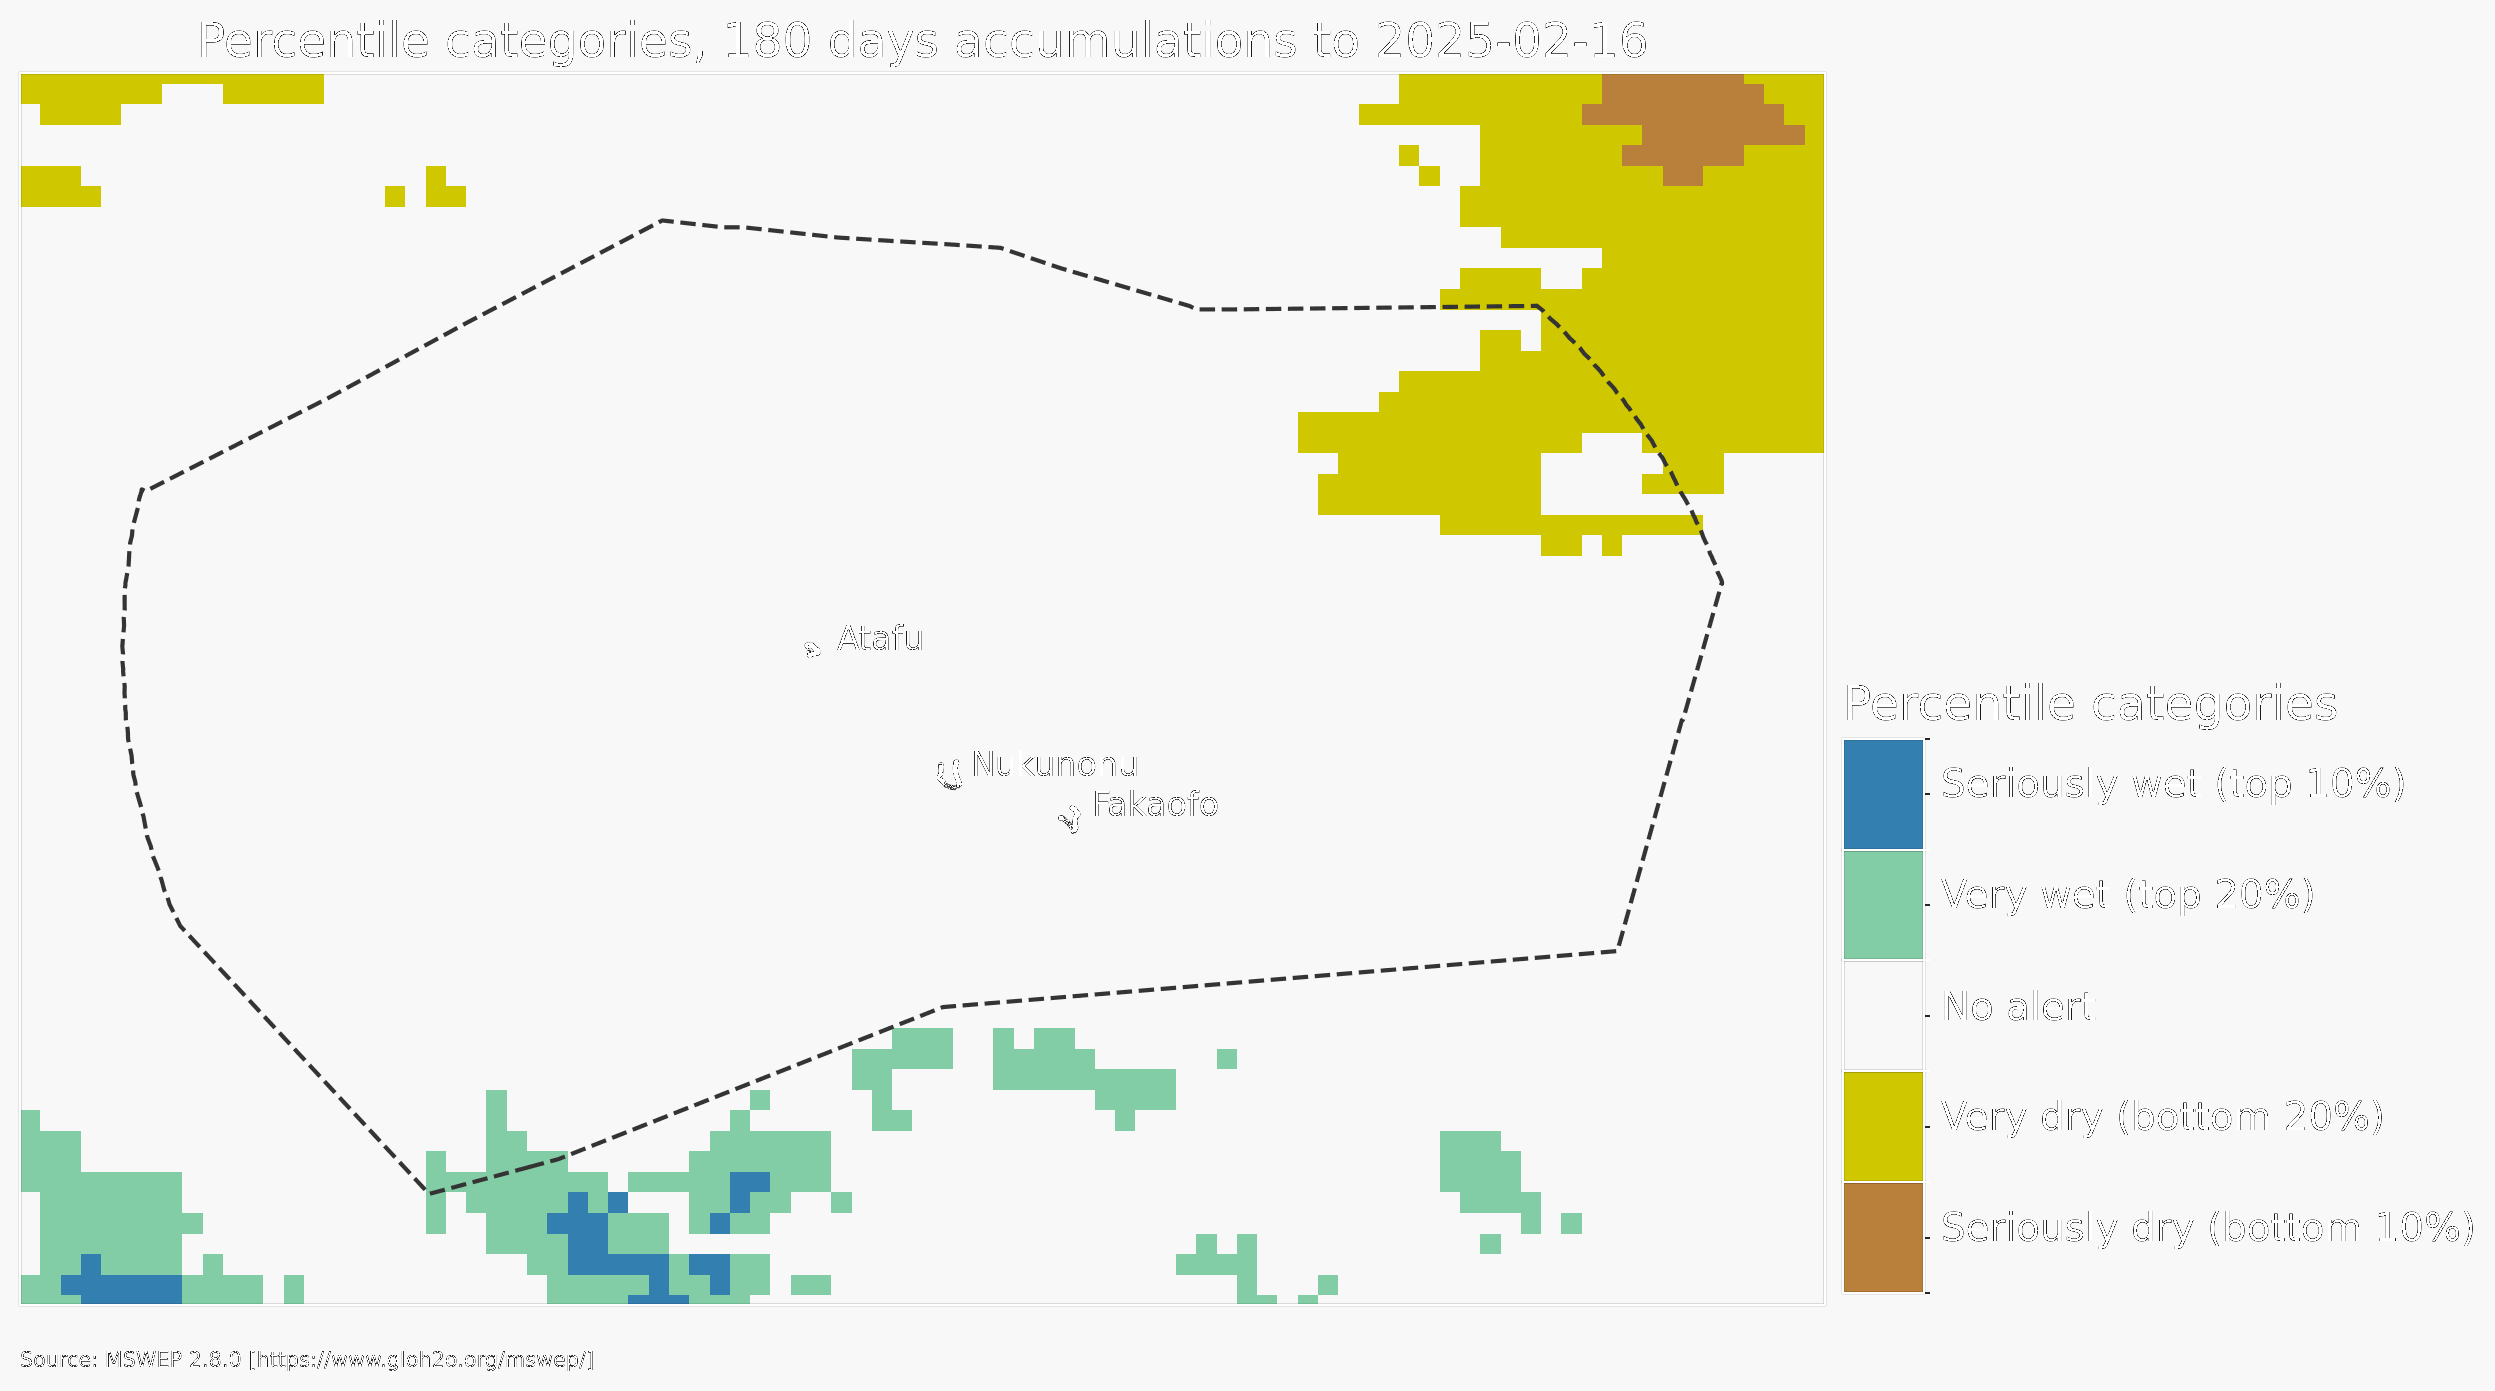 Percentile categories, 180 days accumulations to 2025-02-16
Atafu
Nukunonu
Fakaofo
Percentile categories
Seriously wet (top 10%)
Very wet (top 20%)
No alert
Very dry (bottom 20%)
Seriously dry (bottom 10%)
Source: MSWEP 2.8.0 [https://www.gloh2o.org/mswep/]